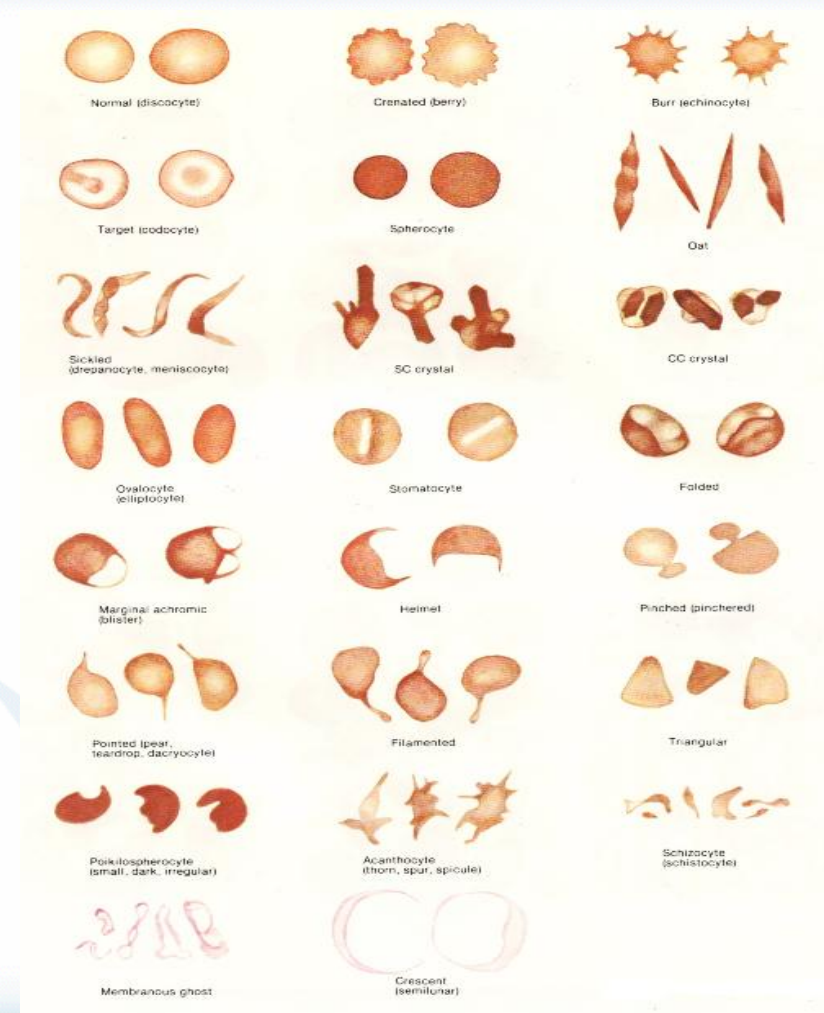 Normal (discocyte)
Crenated (berry)
Burr (echinocyte)
Target (codocyte)
Spherocyte
Oat
Sickled
(drepanocyte, meniscocyte)
SC crystal
CC crystal
Ovalocyte
(elliptocyte)
Stomatocyte
Folded
Marginal achromic
(blister)
Helmet
Pinched (pinchered)
Pointed (pear,
teardrop, dacryocyte)
Filamented
Triangular
Poikilospherocyte
(small, dark, irregular)
Acanthocyte
(thorn, spur, spicule)
Schizocyte
(schistocyte)
Membranous ghost
Crescent
(semilunar)